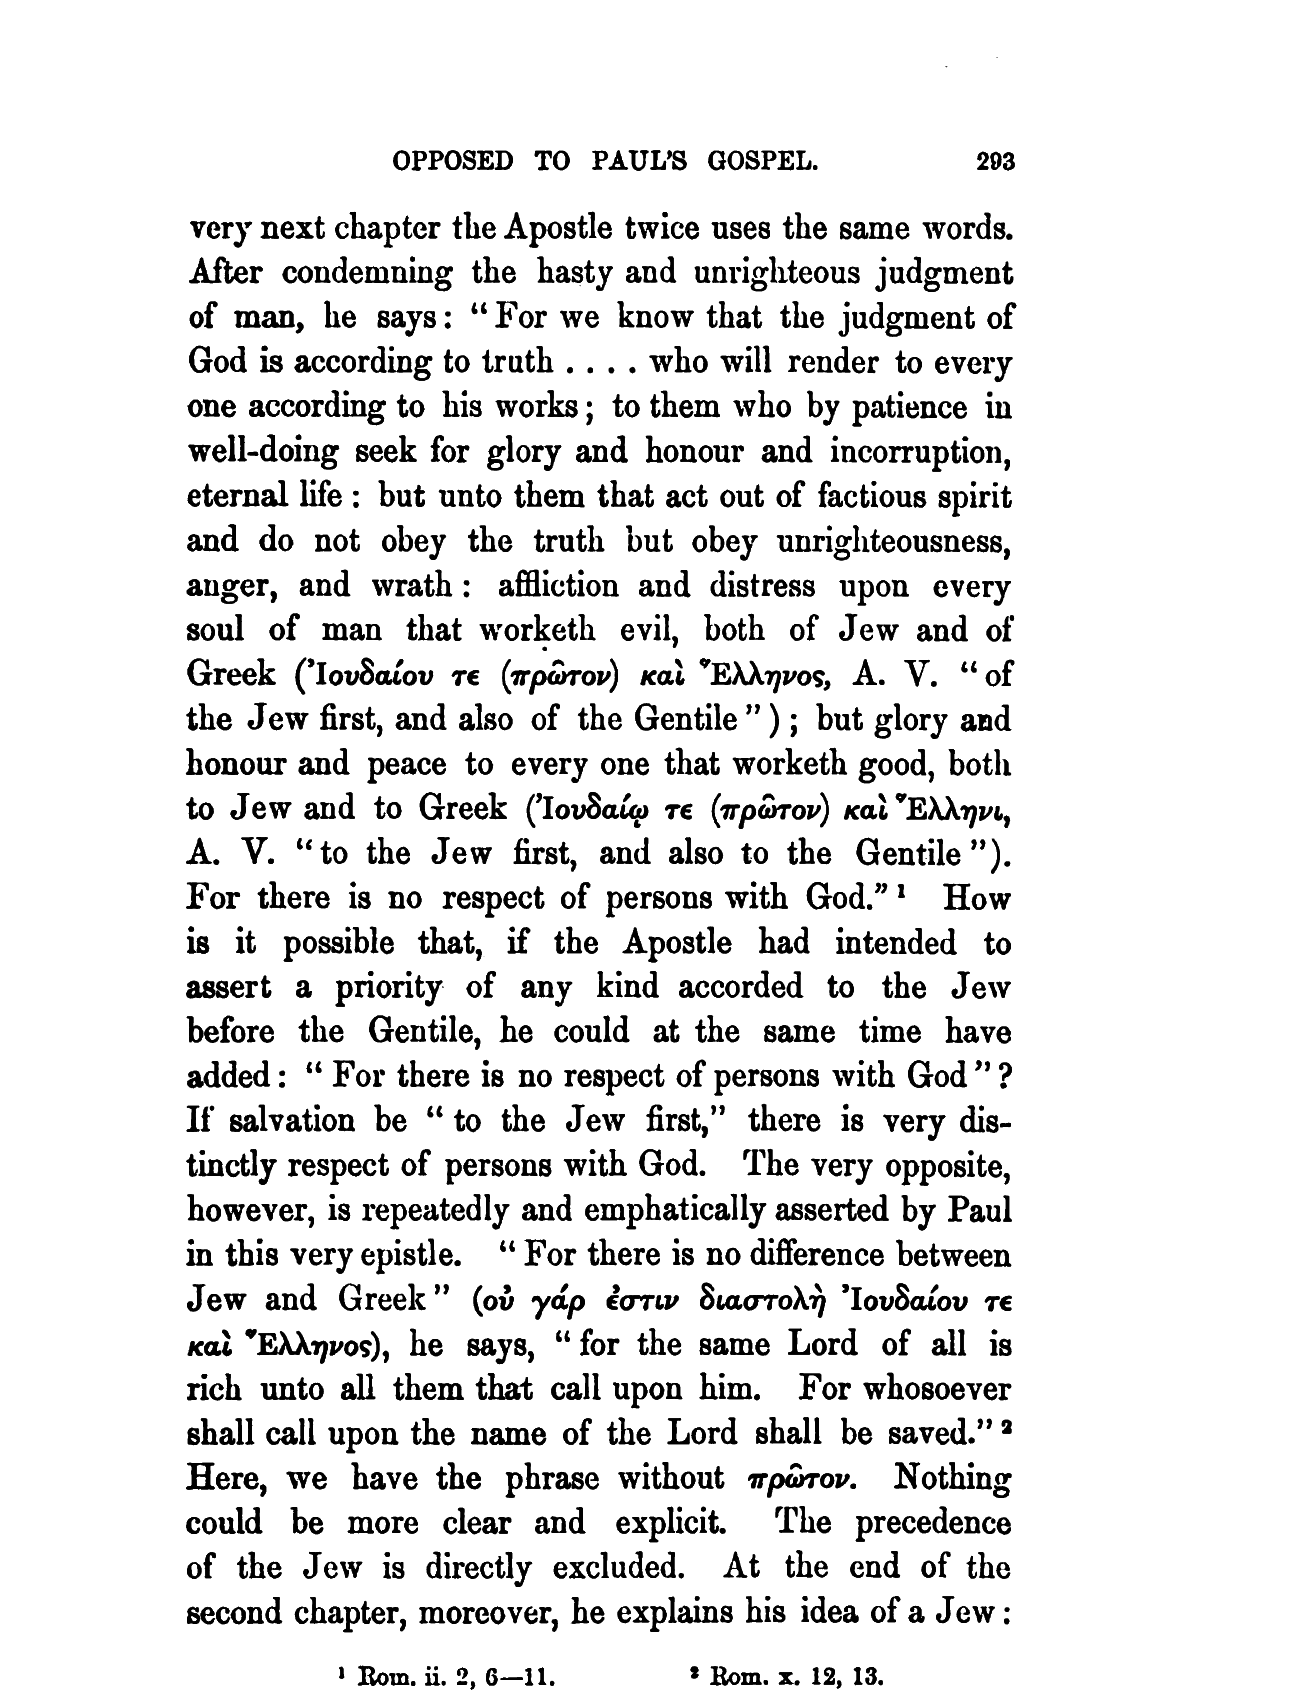 OPPOSED TO PAUL'S GOSPEL. 293
very next chapter the Apostle twice uses the same words.
After condemning the hasty and unrighteous judgment
of man, he says: “For we know that the judgment of
God is according to truth .... who will render to every
one according to his works; to them who by patience in
well-doing seek for glory and honour and incorruption,
eternal life: but unto them that act out of factious spirit
and do not obey the truth but obey unrighteousness,
anger, and wrath: affliction and distress upon every
soul of man that worketh evil, both of Jew and of
Greek (Ἰουδαίου τε (πρῶτον) καὶ Ἕλληνος, A. V. “of
the Jew first, and also of the Gentile”); but glory and
honour and peace to every one that worketh good, both
to Jew and to Greek (Ἰουδαίῳ τε (πρῶτον) καὶ Ἕλληνι,
A. V. “to the Jew first, and also to the Gentile”).
For there is no respect of persons with God.”¹ How
is it possible that, if the Apostle had intended to
assert a priority of any kind accorded to the Jew
before the Gentile, he could at the same time have
added: “For there is no respect of persons with God”?
If salvation be “to the Jew first,” there is very dis-
tinctly respect of persons with God. The very opposite,
however, is repeatedly and emphatically asserted by Paul
in this very epistle. “For there is no difference between
Jew and Greek” (οὐ γάρ ἐστιν διαστολὴ Ἰουδαίου τε
καὶ Ἕλληνος), he says, “for the same Lord of all is
rich unto all them that call upon him. For whosoever
shall call upon the name of the Lord shall be saved.”²
Here, we have the phrase without πρῶτον. Nothing
could be more clear and explicit. The precedence
of the Jew is directly excluded. At the end of the
second chapter, moreover, he explains his idea of a Jew:
¹ Rom. ii. 2, 6—11. ² Rom. x. 12, 13.